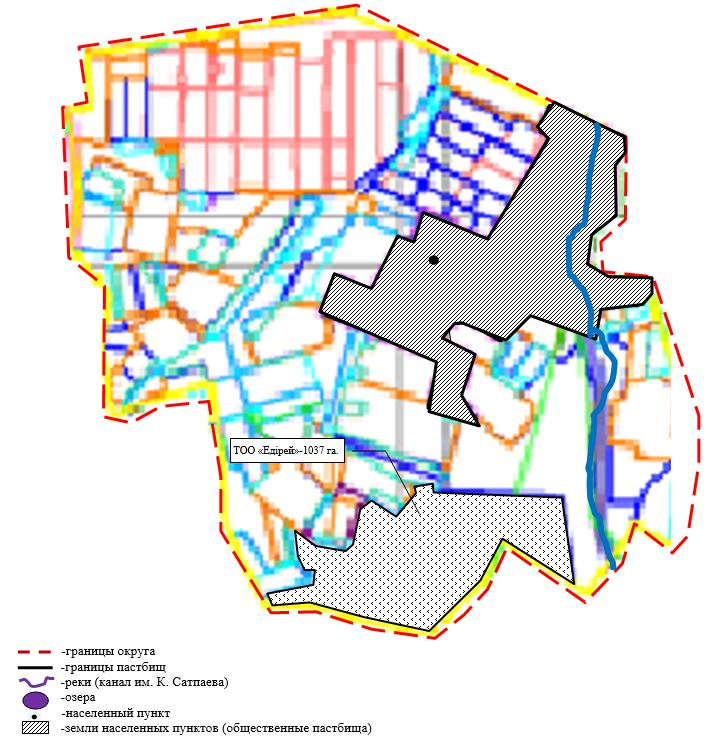 ТОО «Едірей»-1037 га.
-границы округа
-границы пастбищ
-реки (канал им. К. Сатпаева)
-озера
-населенный пункт
-земли населенных пунктов (общественные пастбища)